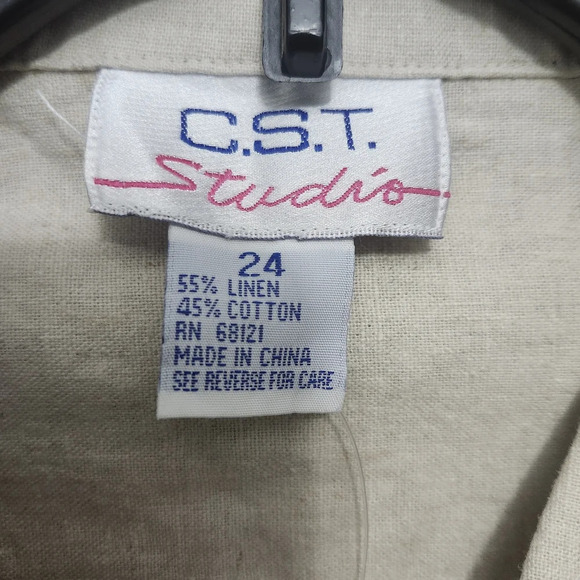 C.S.T.
Studio
24
55% LINEN
45% COTTON
RN 68121
MADE IN CHINA
SEE REVERSE FOR CARE